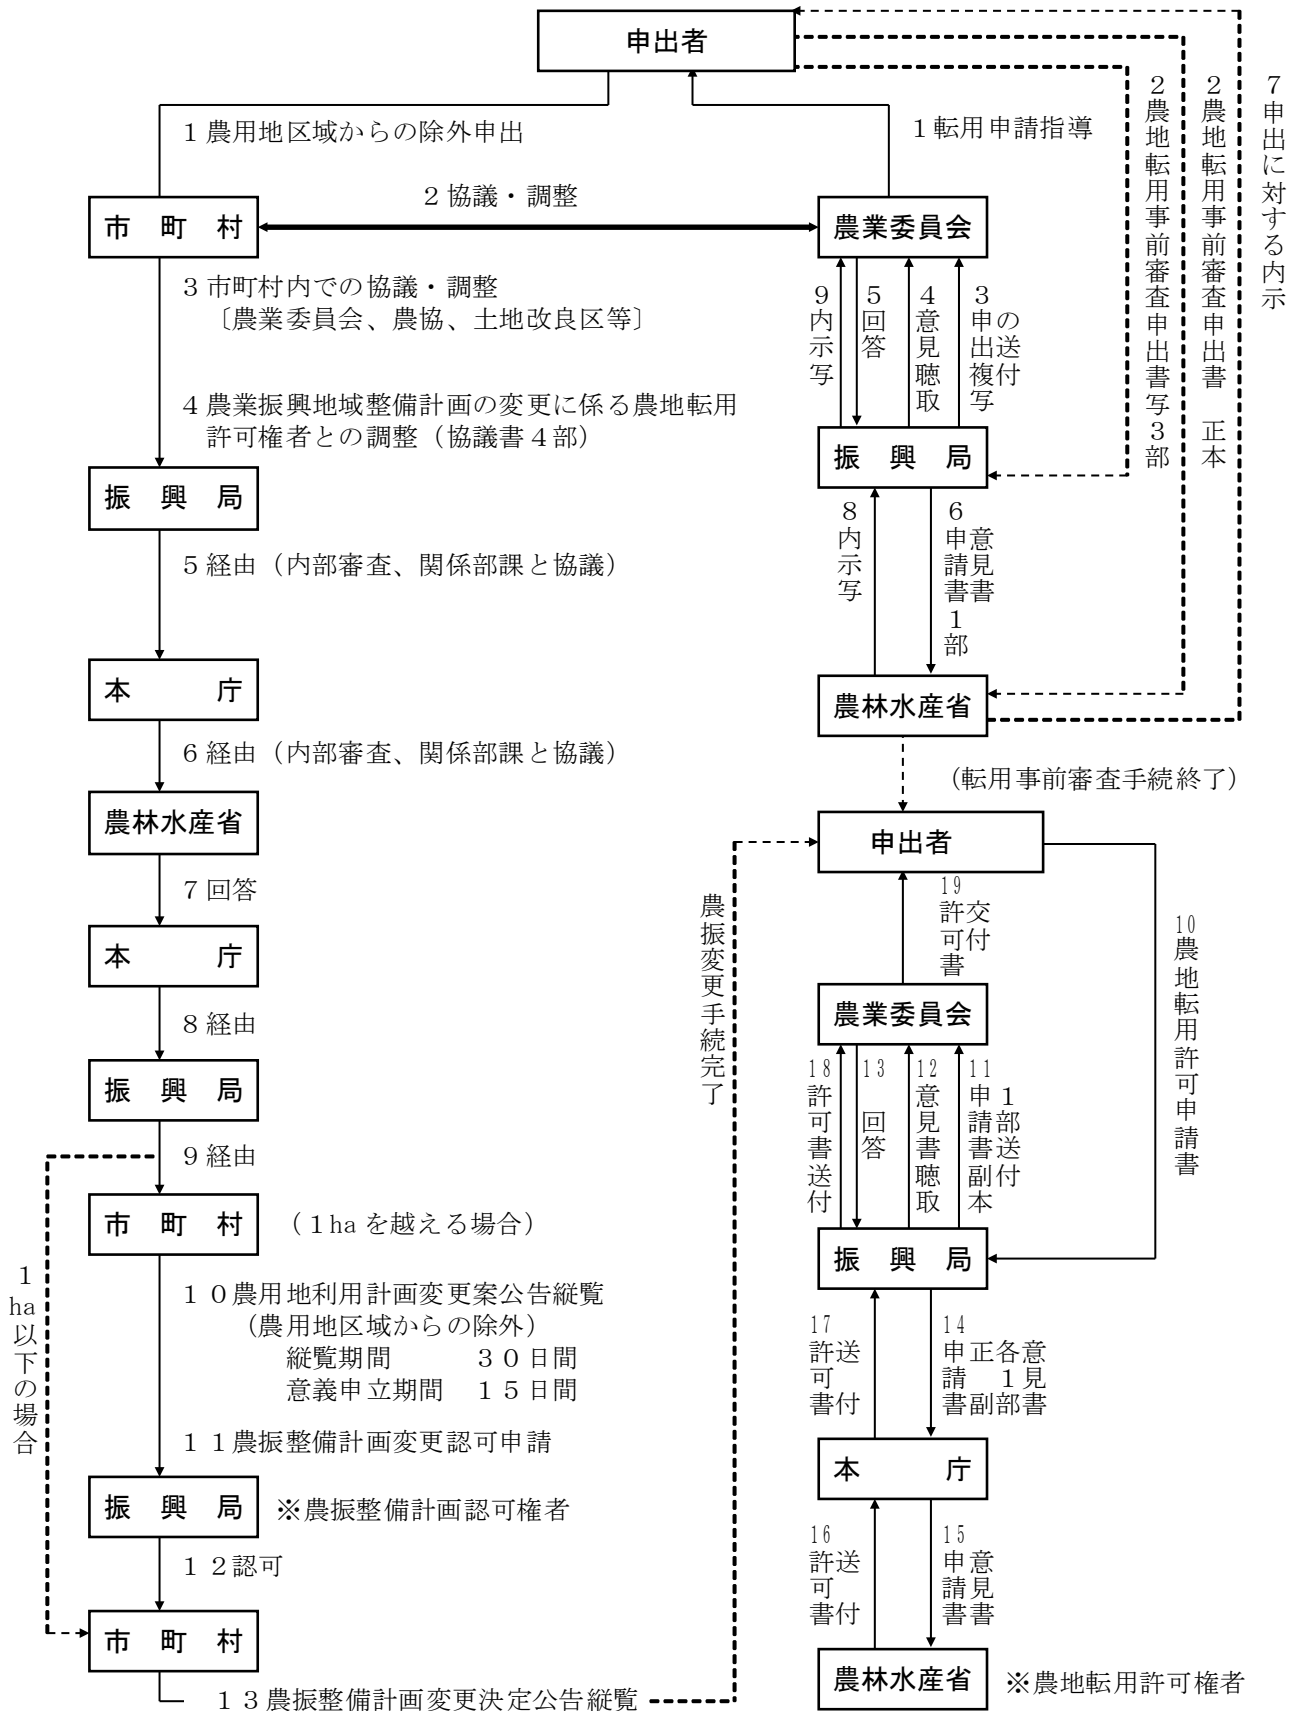 申出者
１農用地区域からの除外申出
１転用申請指導
２農地転用事前審査申出書写３部
２農地転用事前審査申出書　正本
７申出に対する内示
市　町　村
２協議・調整
農業委員会
３市町村内での協議・調整
〔農業委員会、農協、土地改良区等〕
９内示写
５回答
４意見聴取
３申出複写
の送付
４農業振興地域整備計画の変更に係る農地転用
許可権者との調整（協議書４部）
振　興　局
振　興　局
５経由（内部審査、関係部課と協議）
８内示写
６申請書１部
意見書
本　　　庁
農林水産省
６経由（内部審査、関係部課と協議）
(転用事前審査手続終了)
農林水産省
申出者
７回答
19許可書
交付
10農地転用許可申請書
農振変更手続完了
本　　　庁
農業委員会
８経由
振　興　局
18許可書送付
13回答
12意見書聴取
11申請書副本
１部送付
９経由
市　町　村
（１haを越える場合）
振　興　局
１ha以下の場合
１０農用地利用計画変更案公告縦覧
（農用地区域からの除外）
縦覧期間　　　３０日間
意義申立期間　１５日間
17許可書
送付
14申請書
正副
各１部
意見書
１１農振整備計画変更認可申請
本　　　庁
振　興　局
※農振整備計画認可権者
１２認可
16許可書
送付
15申請書
意見書
市　町　村
農林水産省
※農地転用許可権者
１３農振整備計画変更決定公告縦覧